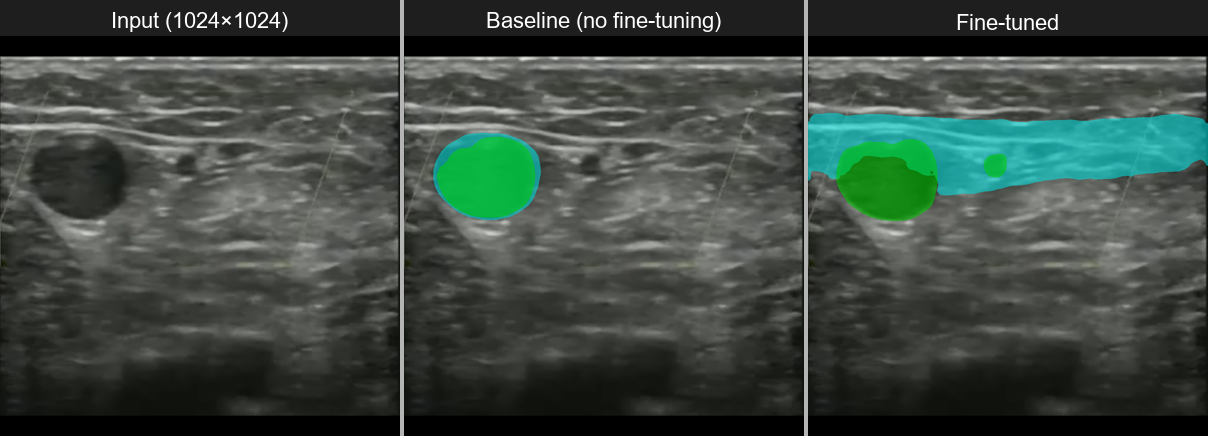 Input (1024×1024)
Baseline (no fine-tuning)
Fine-tuned